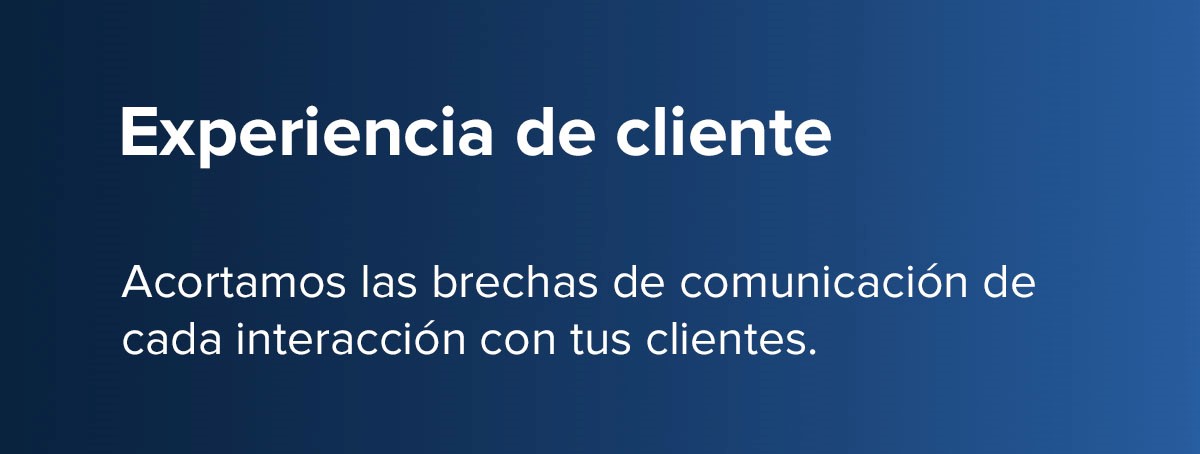 Experiencia de cliente
Acortamos las brechas de comunicación de
cada interacción con tus clientes.